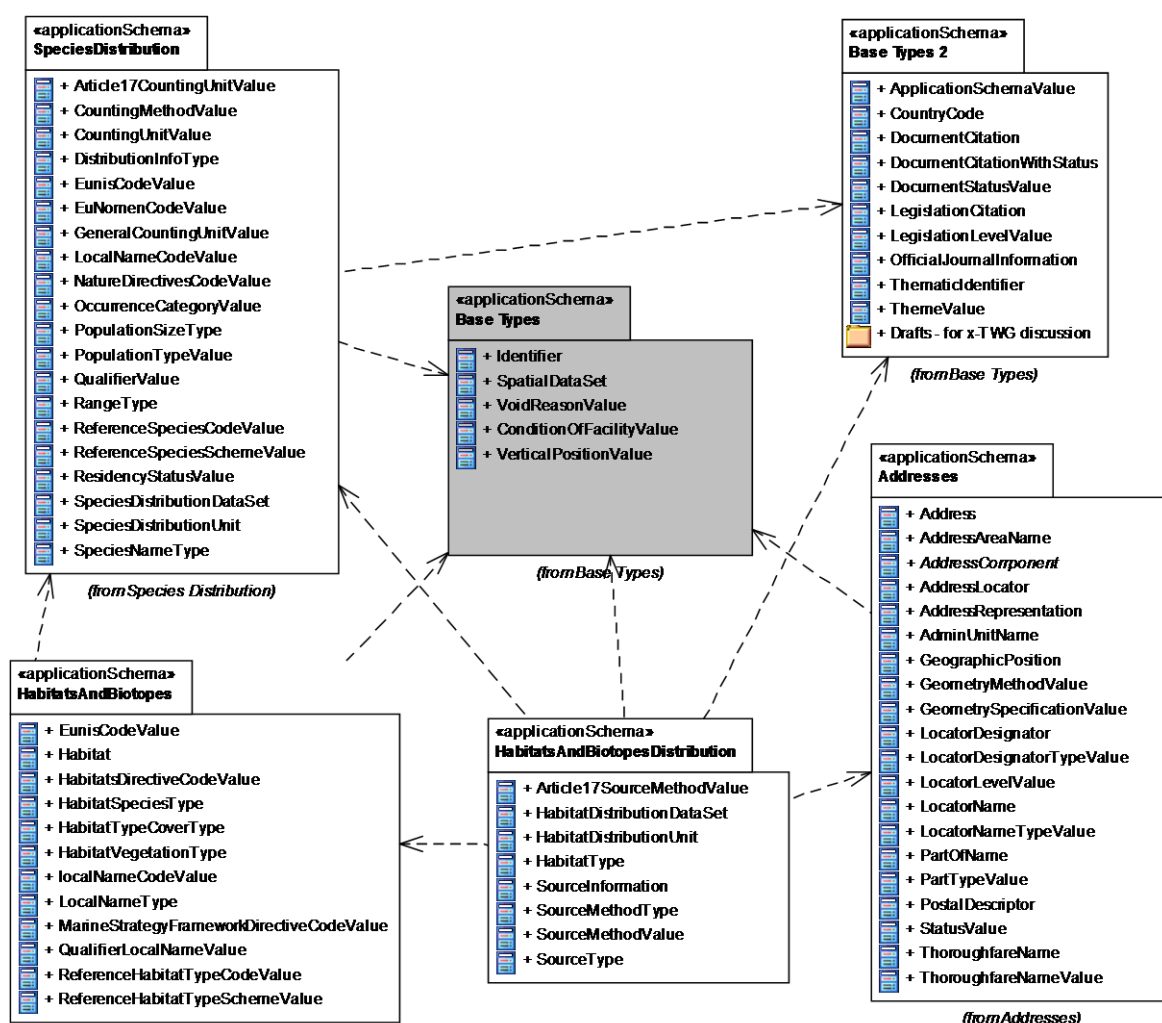 «applicationSchema»
SpeciesDistribution
+ Article17CountingUnitValue
+ CountingMethodValue
+ CountingUnitValue
+ DistributionInfoType
+ EunisCodeValue
+ EuNomenCodeValue
+ GeneralCountingUnitValue
+ LocalNameCodeValue
+ NatureDirectivesCodeValue
+ OccurrenceCategoryValue
+ PopulationSizeType
+ PopulationTypeValue
+ QualifierValue
+ RangeType
+ ReferenceSpeciesCodeValue
+ ReferenceSpeciesSchemeValue
+ ResidencyStatusValue
+ SpeciesDistributionDataSet
+ SpeciesDistributionUnit
+ SpeciesNameType
(from Species Distribution)
«applicationSchema»
Base Types 2
+ ApplicationSchemaValue
+ CountryCode
+ DocumentCitation
+ DocumentCitationWithStatus
+ DocumentStatusValue
+ LegislationCitation
+ LegislationLevelValue
+ OfficialJournalInformation
+ ThematicIdentifier
+ ThemeValue
+ Drafts - for x-TWG discussion
(from Base Types)
«applicationSchema»
Base Types
+ Identifier
+ SpatialDataSet
+ VoidReasonValue
+ ConditionOfFacilityValue
+ VerticalPositionValue
(from Base Types)
«applicationSchema»
Addresses
+ Address
+ AddressAreaName
+ AddressComponent
+ AddressLocator
+ AddressRepresentation
+ AdminUnitName
+ GeographicPosition
+ GeometryMethodValue
+ GeometrySpecificationValue
+ LocatorDesignator
+ LocatorDesignatorTypeValue
+ LocatorLevelValue
+ LocatorName
+ LocatorNameTypeValue
+ PartOfName
+ PartTypeValue
+ PostalDescriptor
+ StatusValue
+ ThoroughfareName
+ ThoroughfareNameValue
(from Addresses)
«applicationSchema»
HabitatsAndBiotopes
+ EunisCodeValue
+ Habitat
+ HabitatsDirectiveCodeValue
+ HabitatSpeciesType
+ HabitatTypeCoverType
+ HabitatVegetationType
+ localNameCodeValue
+ LocalNameType
+ MarineStrategyFrameworkDirectiveCodeValue
+ QualifierLocalNameValue
+ ReferenceHabitatTypeCodeValue
+ ReferenceHabitatTypeSchemeValue
«applicationSchema»
HabitatsAndBiotopesDistribution
+ Article17SourceMethodValue
+ HabitatDistributionDataSet
+ HabitatDistributionUnit
+ HabitatType
+ SourceInformation
+ SourceMethodType
+ SourceMethodValue
+ SourceType